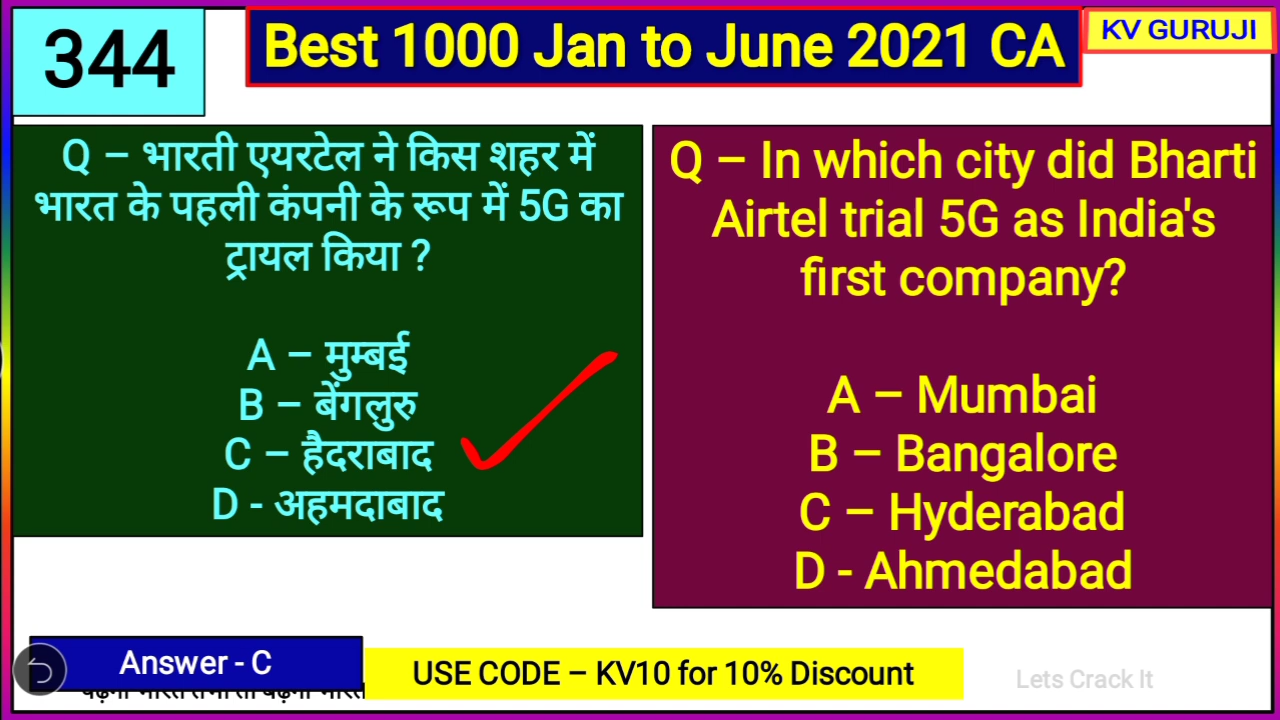 344
Best 1000 Jan to June 2021 CA
KV GURUJI
Q – भारती एयरटेल ने किस शहर में
भारत के पहली कंपनी के रूप में 5G का
ट्रायल किया ?
A – मुम्बई
B – बेंगलुरु
C – हैदराबाद
D - अहमदाबाद
Q – In which city did Bharti
Airtel trial 5G as India's
first company?
A – Mumbai
B – Bangalore
C – Hyderabad
D - Ahmedabad
Answer - C
USE CODE – KV10 for 10% Discount
Lets Crack It